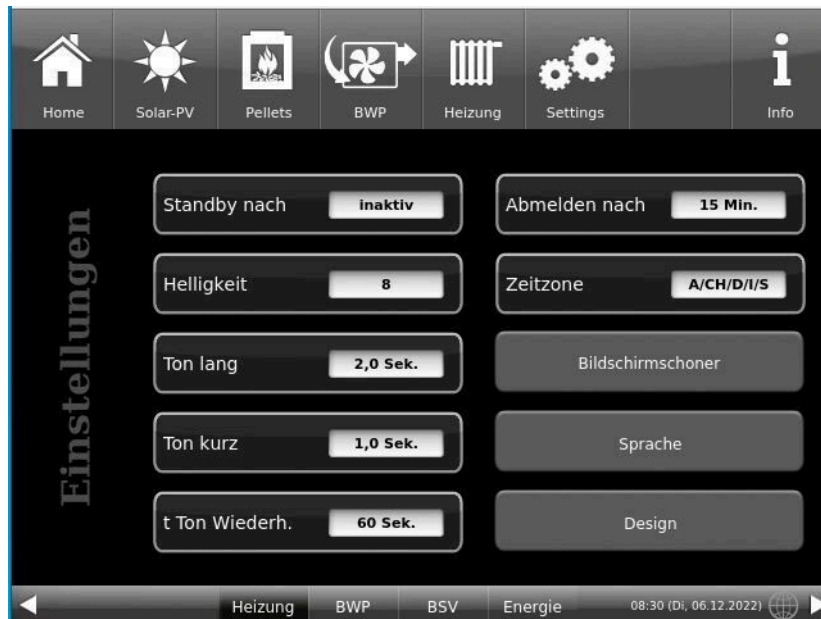 Home Solar-PV Pellets BWP Heizung Settings Info
Einstellungen
Standby nach inaktiv
Abmelden nach 15 Min.
Helligkeit 8
Zeitzone A/CH/D/I/S
Ton lang 2,0 Sek.
Bildschirmschoner
Ton kurz 1,0 Sek.
Sprache
t Ton Wiederh. 60 Sek.
Design
Heizung BWP BSV Energie 08:30 (Di, 06.12.2022)